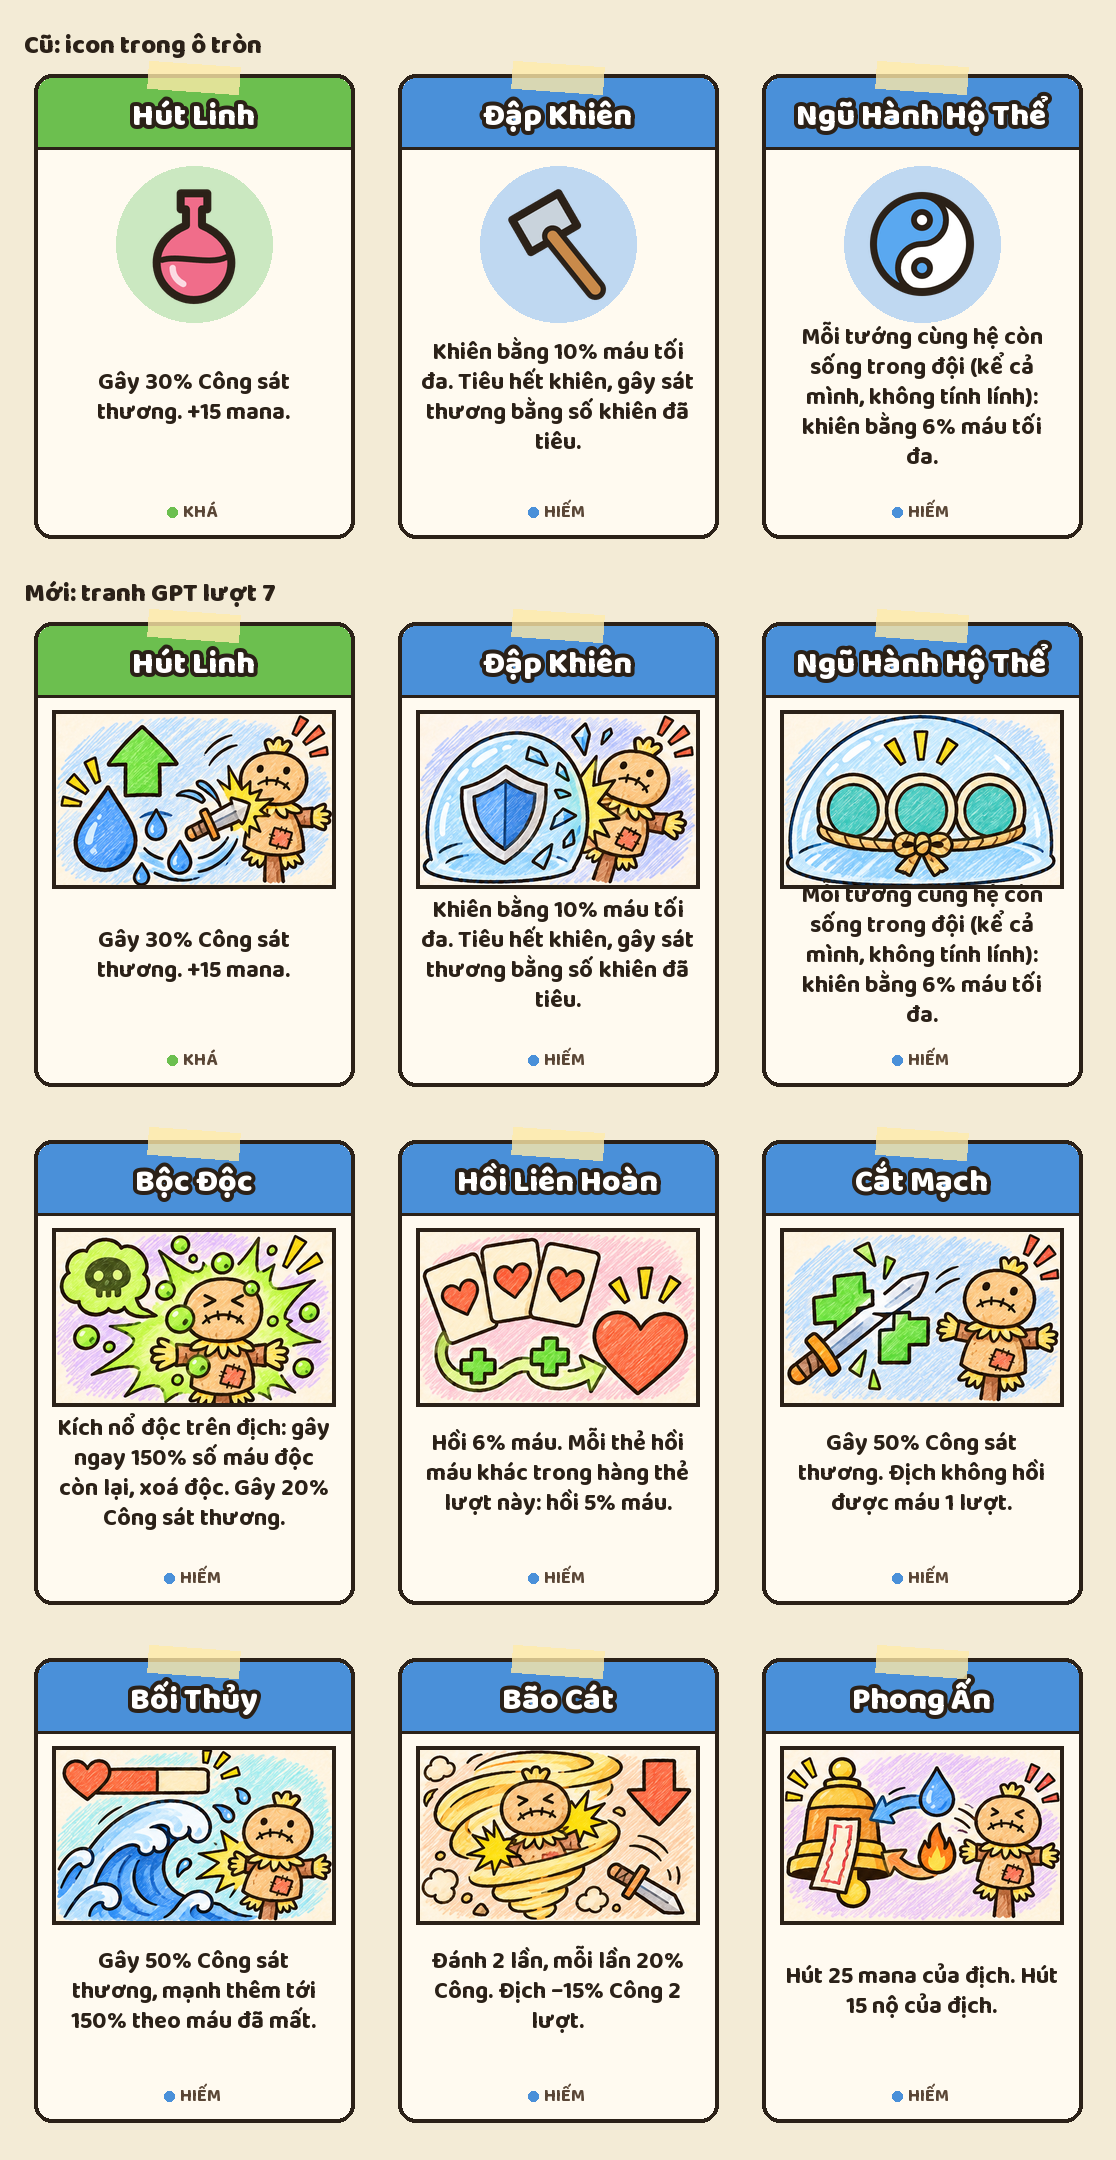 Cũ: icon trong ô tròn
Hút Linh
Gây 30% Công sát
thương. +15 mana.
KHÁ
Đập Khiên
Khiên bằng 10% máu tối
đa. Tiêu hết khiên, gây sát
thương bằng số khiên đã
tiêu.
HIẾM
Ngũ Hành Hộ Thể
Mỗi tướng cùng hệ còn
sống trong đội (kể cả
mình, không tính lính):
khiên bằng 6% máu tối
đa.
HIẾM
Mới: tranh GPT lượt 7
Hút Linh
Gây 30% Công sát
thương. +15 mana.
KHÁ
Đập Khiên
Khiên bằng 10% máu tối
đa. Tiêu hết khiên, gây sát
thương bằng số khiên đã
tiêu.
HIẾM
Ngũ Hành Hộ Thể
Mỗi tướng cùng hệ còn
sống trong đội (kể cả
mình, không tính lính):
khiên bằng 6% máu tối
đa.
HIẾM
Bộc Độc
Kích nổ độc trên địch: gây
ngay 150% số máu độc
còn lại, xoá độc. Gây 20%
Công sát thương.
HIẾM
Hồi Liên Hoàn
Hồi 6% máu. Mỗi thẻ hồi
máu khác trong hàng thẻ
lượt này: hồi 5% máu.
HIẾM
Cắt Mạch
Gây 50% Công sát
thương. Địch không hồi
được máu 1 lượt.
HIẾM
Bối Thủy
Gây 50% Công sát
thương, mạnh thêm tới
150% theo máu đã mất.
HIẾM
Bão Cát
Đánh 2 lần, mỗi lần 20%
Công. Địch −15% Công 2
lượt.
HIẾM
Phong Ấn
Hút 25 mana của địch. Hút
15 nộ của địch.
HIẾM